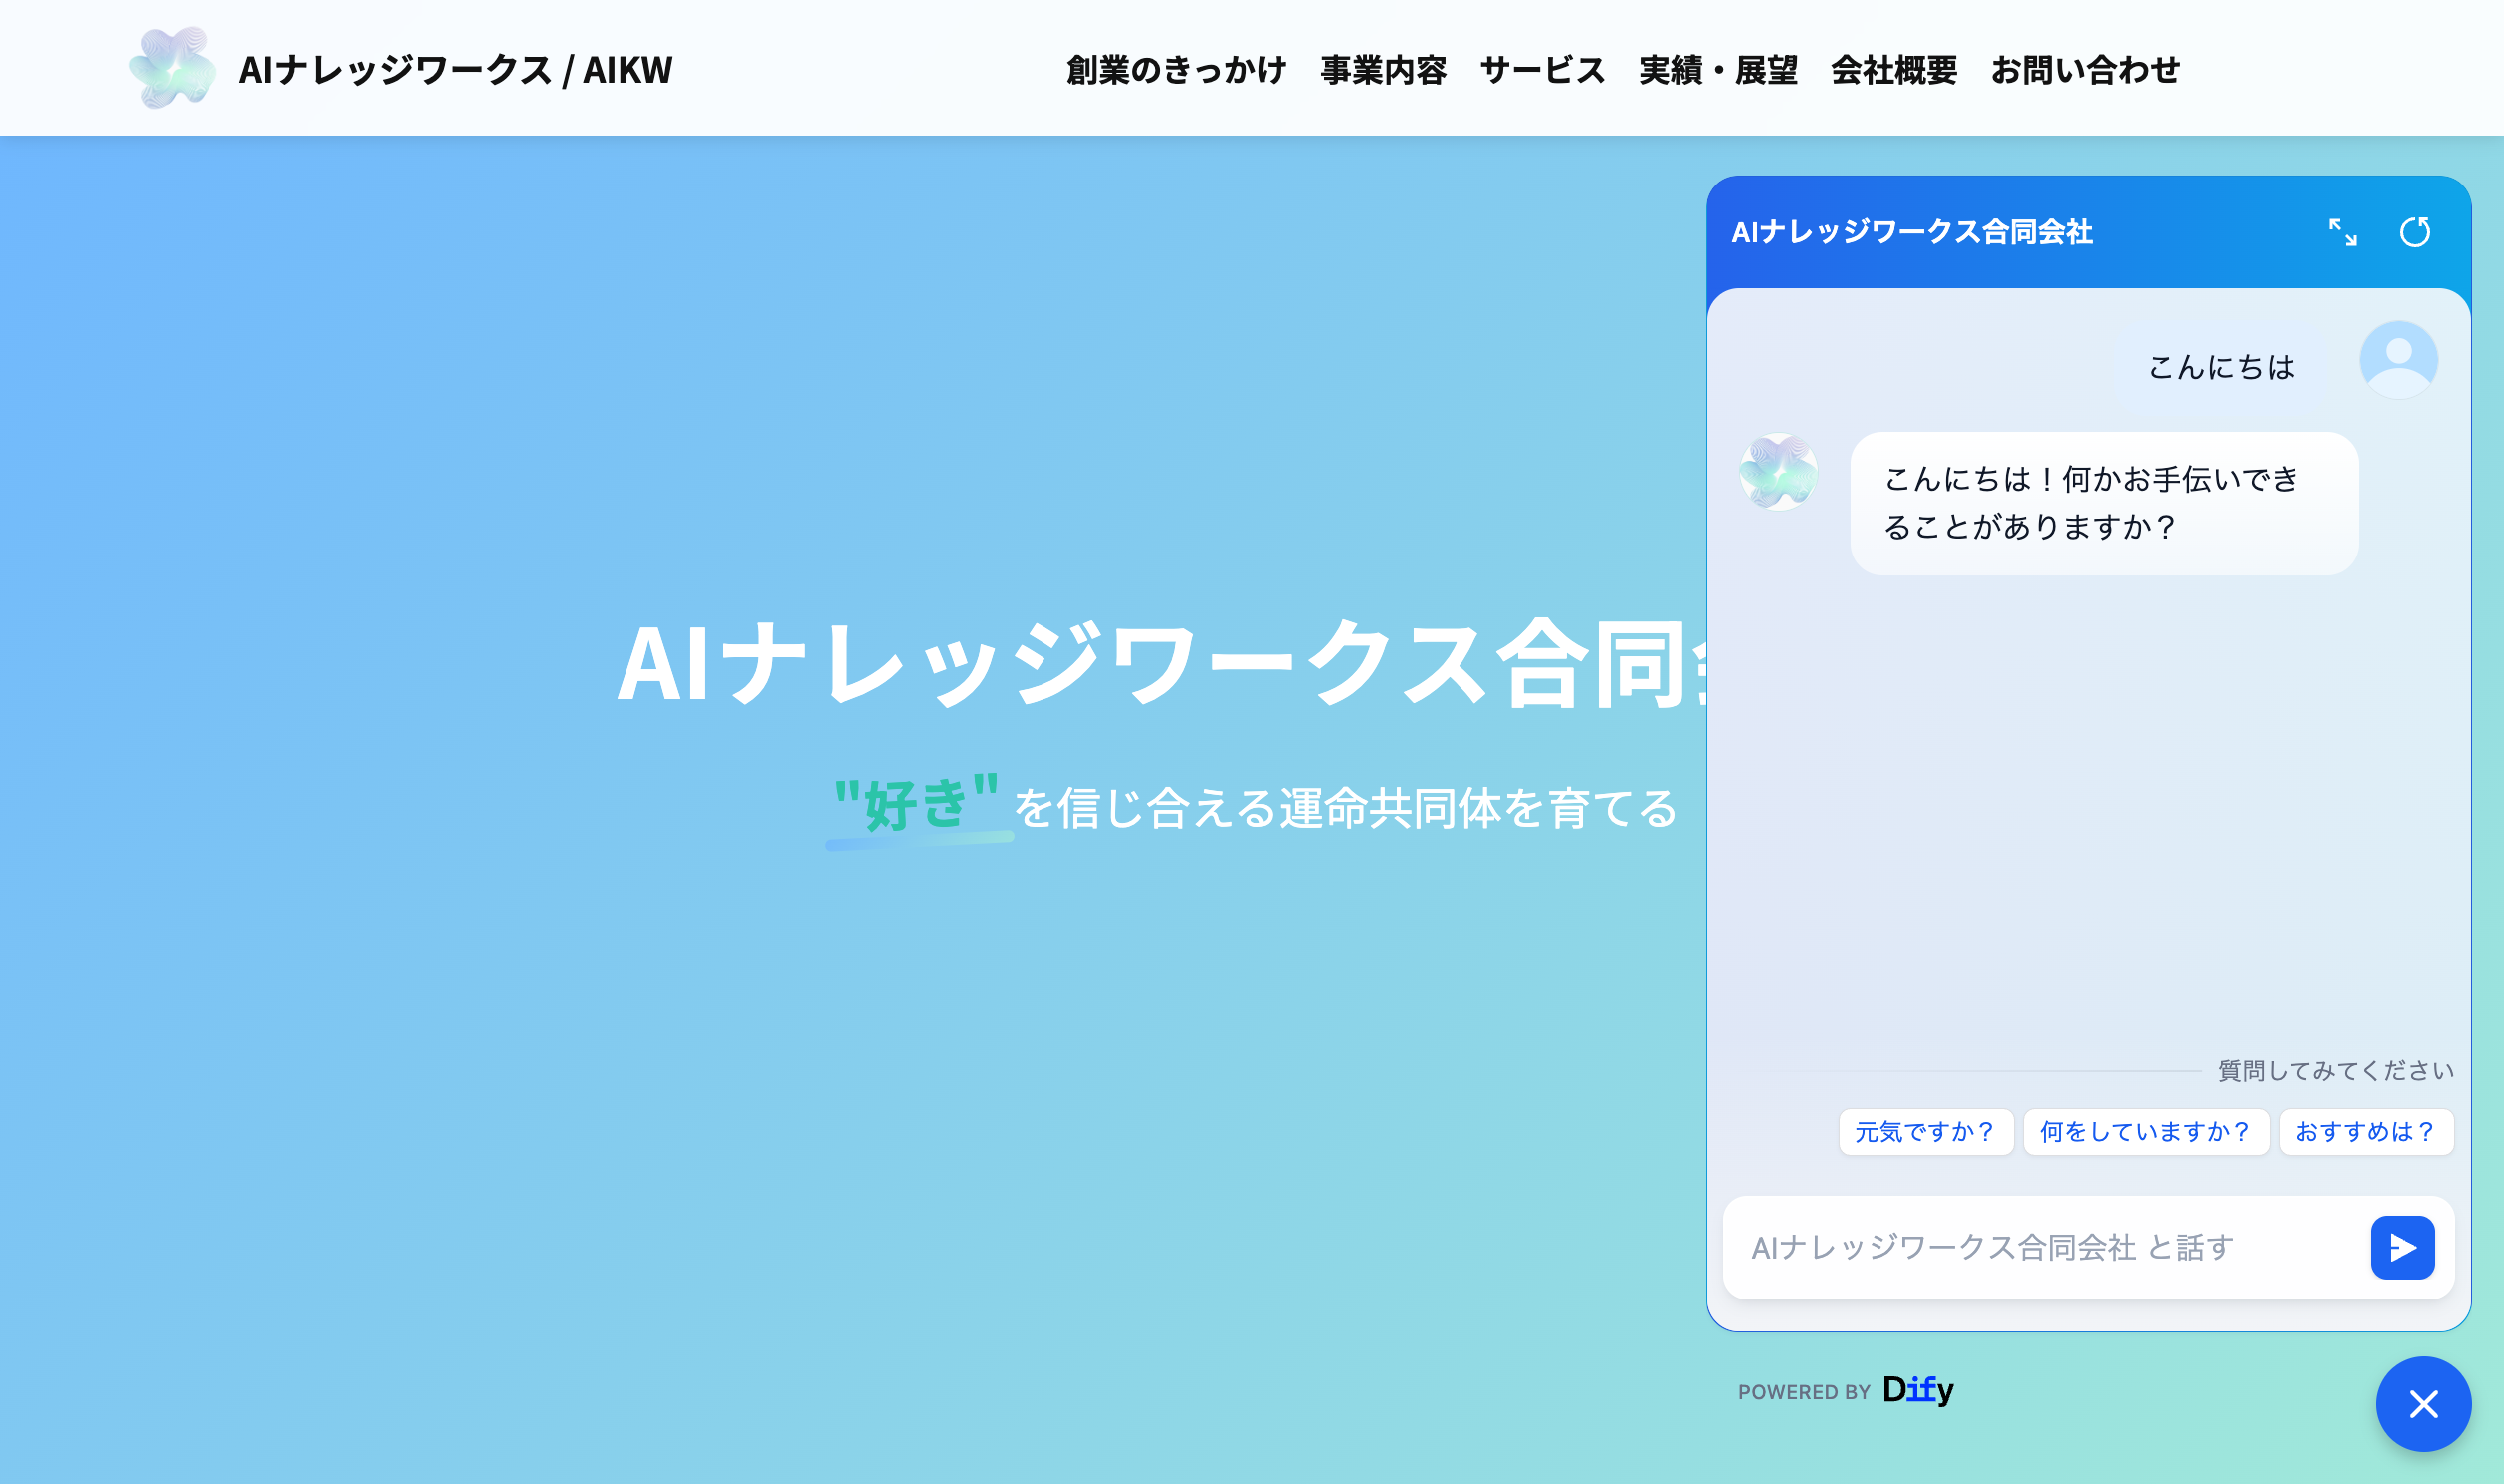 AIナレッジワークス / AIKW
創業のきっかけ 事業内容 サービス 実績・展望 会社概要 お問い合わせ
AIナレッジワークス合同
"好き" を信じ合える運命共同体を育てる
AIナレッジワークス合同会社
こんにちは
こんにちは！何かお手伝いでき
ることがありますか？
質問してみてください
元気ですか？ 何をしていますか？ おすすめは？
AIナレッジワークス合同会社 と話す
POWERED BY Dify